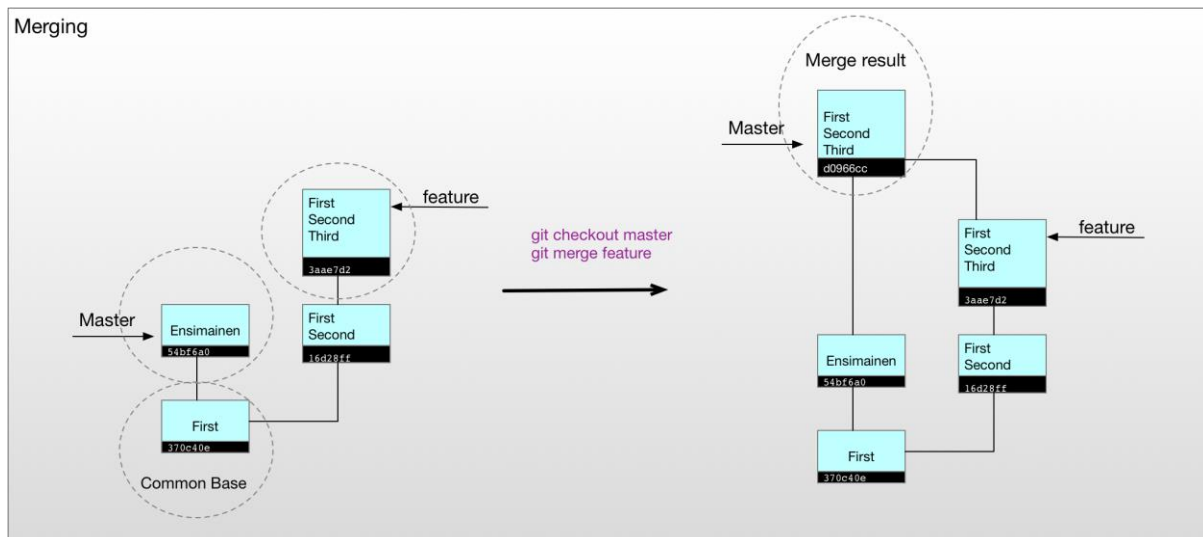 Merging
First
Second
Third
3aae7d2
feature
Master
Ensimainen
54bf6a0
First
Second
16d28ff
First
370c40e
Common Base
git checkout master
git merge feature
Merge result
Master
First
Second
Third
d0966cc
First
Second
Third
3aae7d2
feature
Ensimainen
54bf6a0
First
Second
16d28ff
First
370c40e